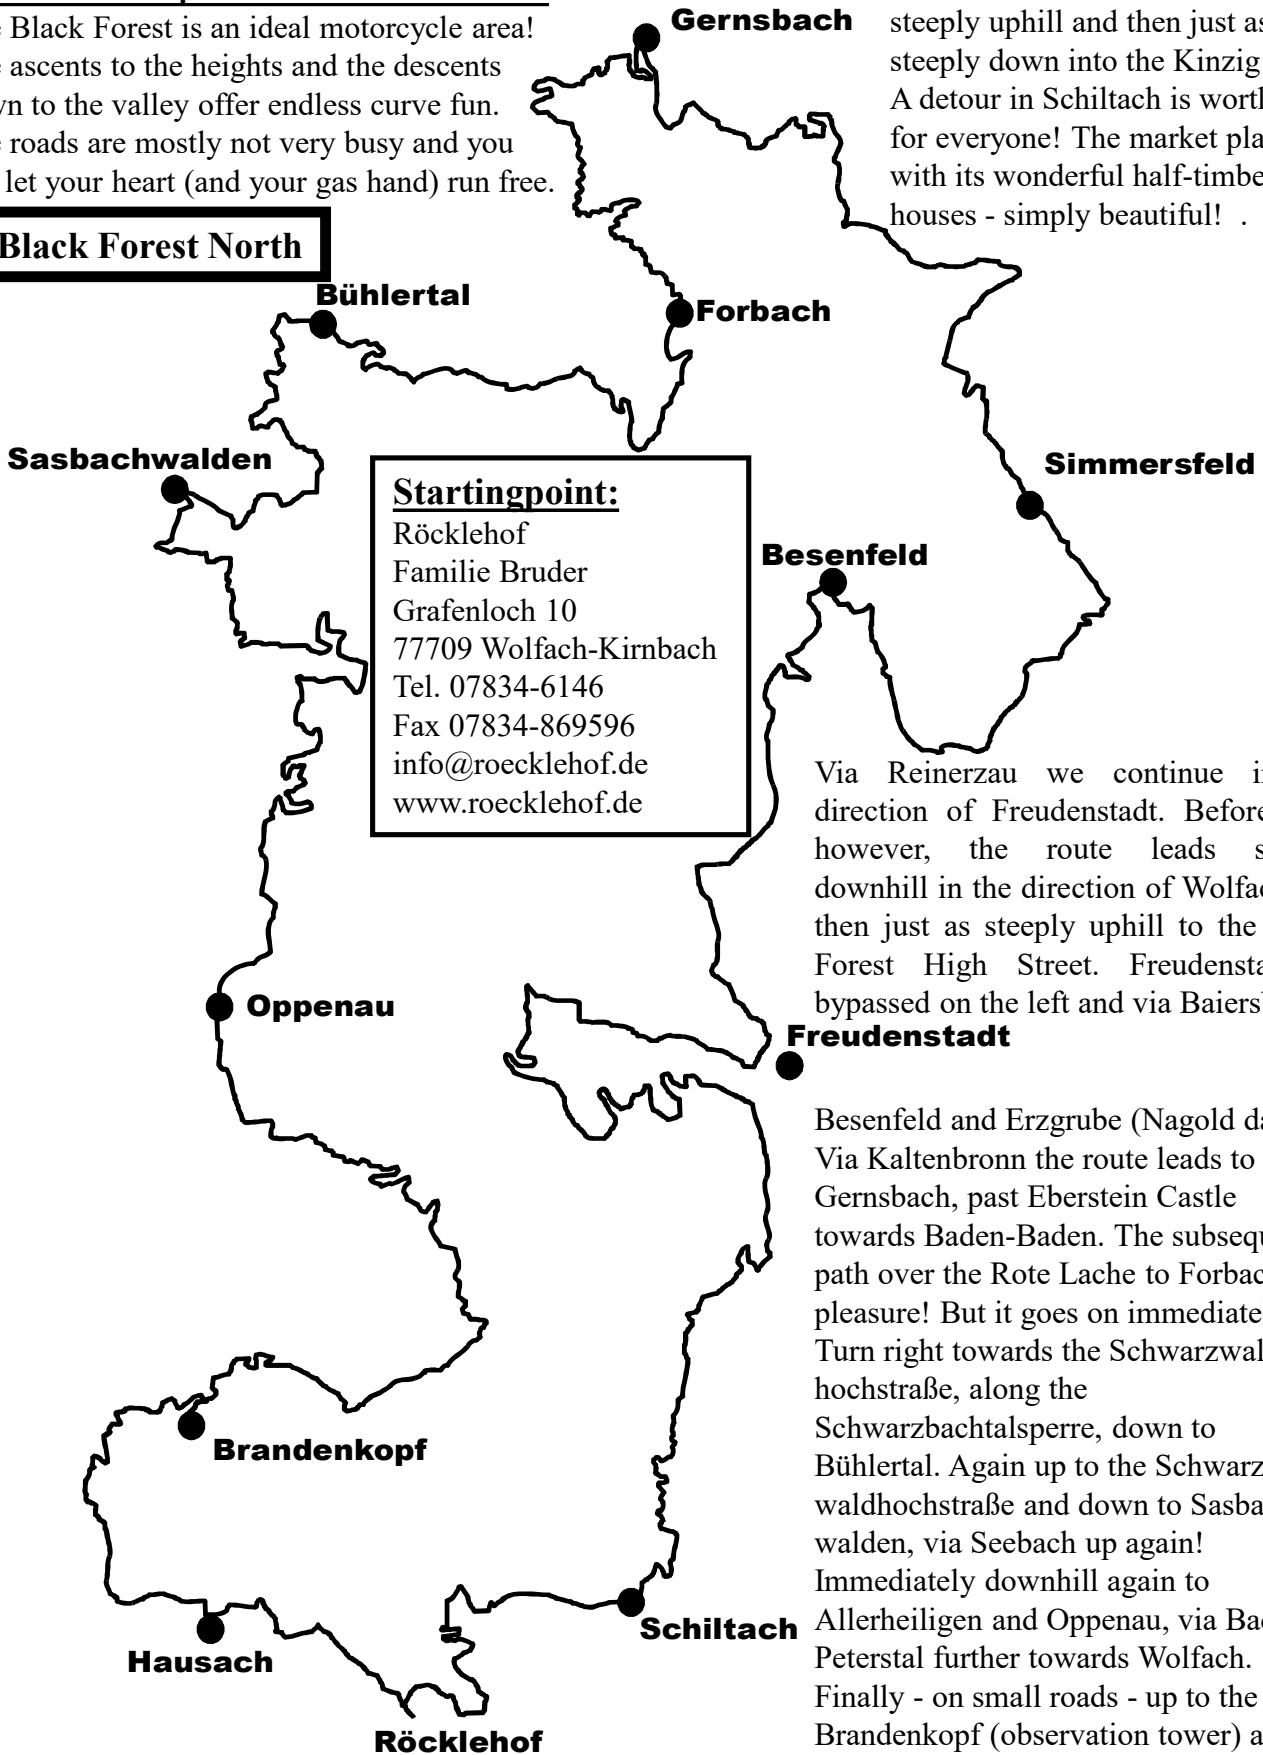 e Black Forest is an ideal motorcycle area!
e ascents to the heights and the descents
wn to the valley offer endless curve fun.
e roads are mostly not very busy and you
let your heart (and your gas hand) run free.
Black Forest North
Gernsbach
steeply uphill and then just as
steeply down into the Kinzig
A detour in Schiltach is worth
for everyone! The market pla
with its wonderful half-timbe
houses - simply beautiful! .
Bühlertal
Forbach
Sasbachwalden
Simmersfeld
Besenfeld
Startingpoint:
Röcklehof
Familie Bruder
Grafenloch 10
77709 Wolfach-Kirnbach
Tel. 07834-6146
Fax 07834-869596
info@roecklehof.de
www.roecklehof.de
Via Reinerzau we continue i
direction of Freudenstadt. Before
however, the route leads s
downhill in the direction of Wolfac
then just as steeply uphill to the
Forest High Street. Freudensta
bypassed on the left and via Baiersb
Oppenau
Freudenstadt
Besenfeld and Erzgrube (Nagold da
Via Kaltenbronn the route leads to
Gernsbach, past Eberstein Castle
towards Baden-Baden. The subsequ
path over the Rote Lache to Forbac
pleasure! But it goes on immediate
Turn right towards the Schwarzwal
hochstraße, along the
Schwarzbachtalsperre, down to
Bühlertal. Again up to the Schwarz
waldhochstraße and down to Sasba
walden, via Seebach up again!
Immediately downhill again to
Allerheiligen and Oppenau, via Bad
Peterstal further towards Wolfach.
Finally - on small roads - up to the
Brandenkopf (observation tower) a
Brandenkopf
Schiltach
Hausach
Röcklehof